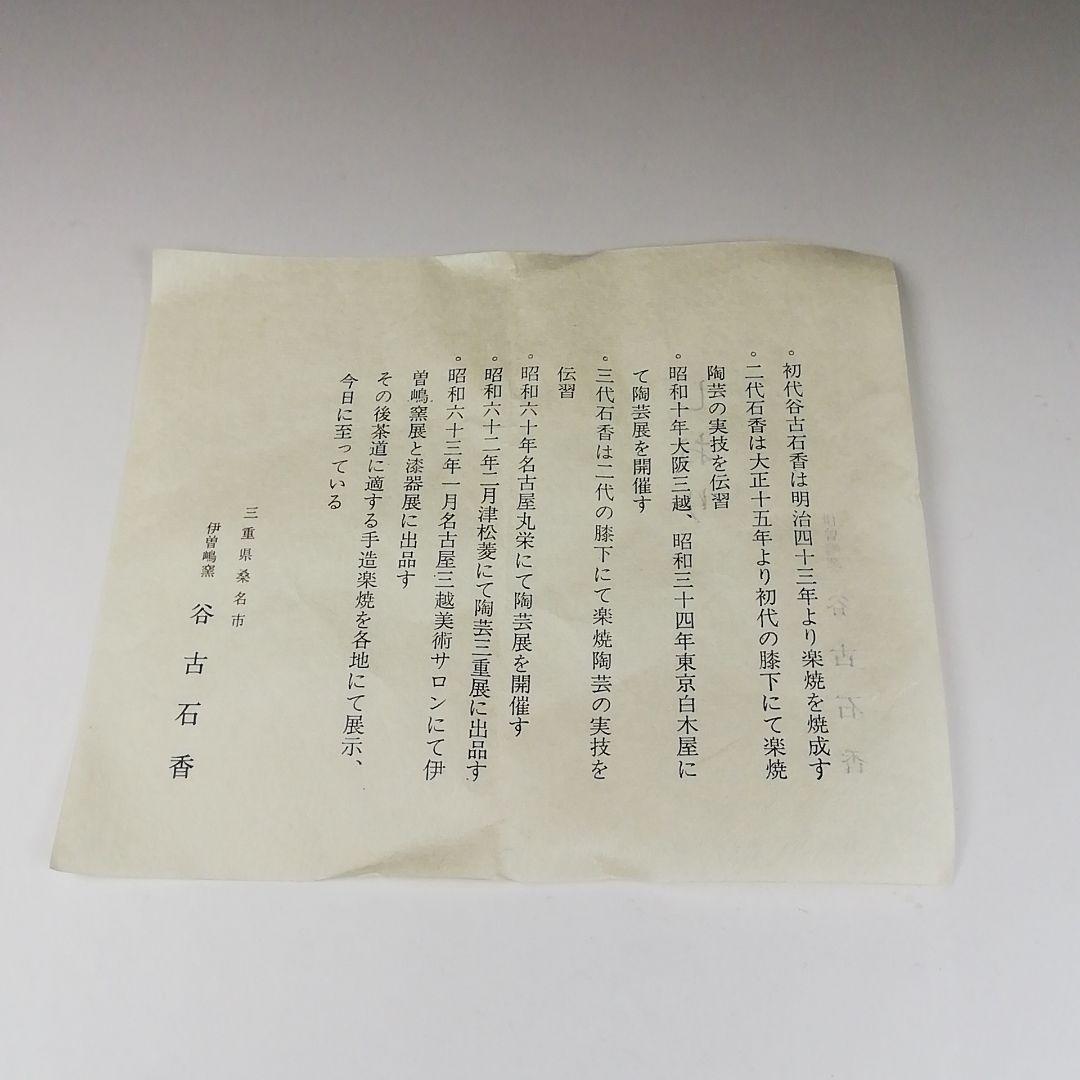 。初代谷古石香は明治四十三年より楽焼を焼成す
。二代石香は大正十五年より初代の膝下にて楽焼
陶芸の実技を伝習
。昭和十年大阪三越、昭和三十四年東京白木屋に
て陶芸展を開催す
。三代石香は二代の膝下にて楽焼陶芸の実技を
伝習
。昭和六十年名古屋丸栄にて陶芸展を開催す
。昭和六十二年二月津松菱にて陶芸三重展に出品す
。昭和六十三年一月名古屋三越美術サロンにて伊
曽嶋窯展と漆器展に出品す
その後茶道に適する手造楽焼を各地にて展示、
今日に至っている
三重県桑名市
伊曽嶋窯 谷古石香